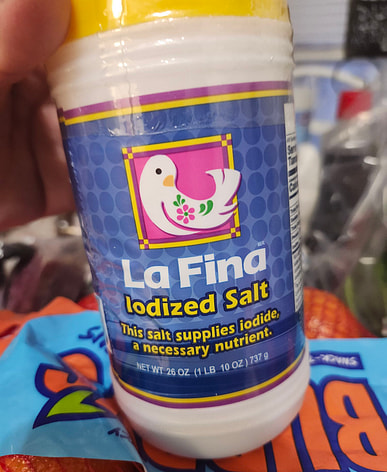 La Fina
Iodized Salt
This salt supplies iodide,
a necessary nutrient.
NET WT 26 OZ (1 LB 10 OZ) 737 g